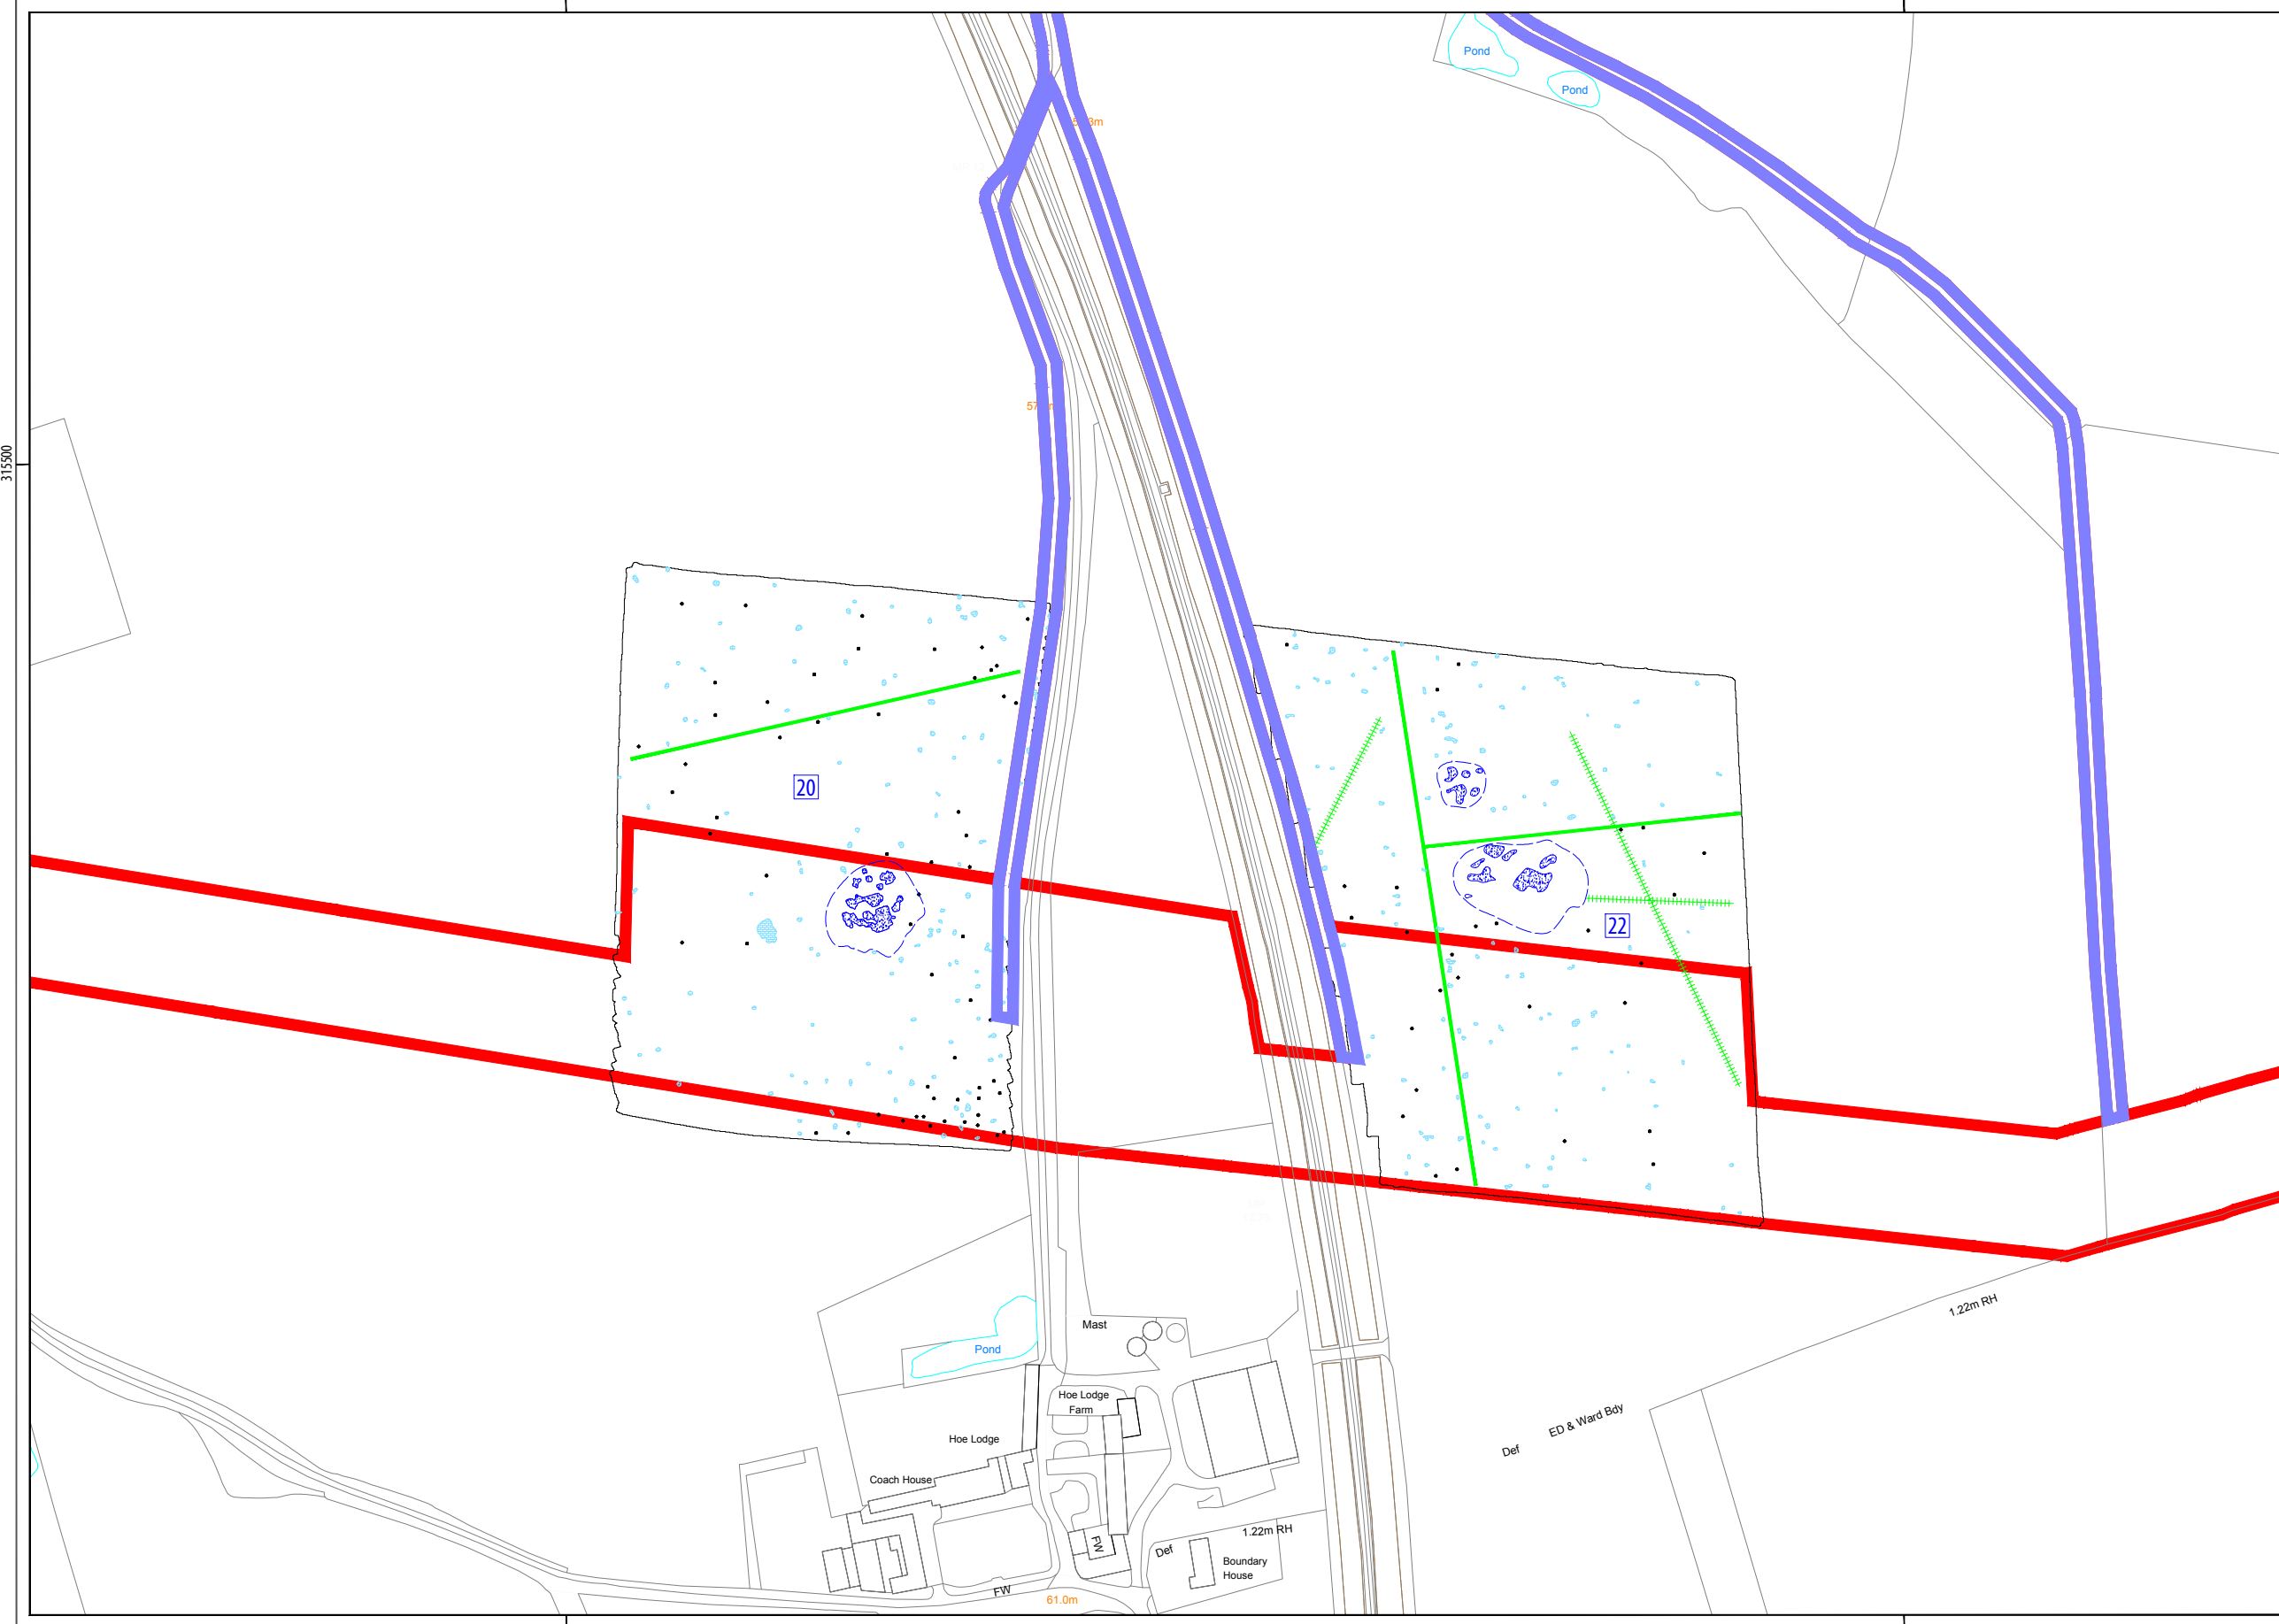 Pond
Pond
315500
20
22
Mast
Pond
1.22m RH
Hoe Lodge
Farm
ED & Ward Bdy
Hoe Lodge
Def
Coach House
1.22m RH
FW
Def
Boundary
House
FW
61.0m